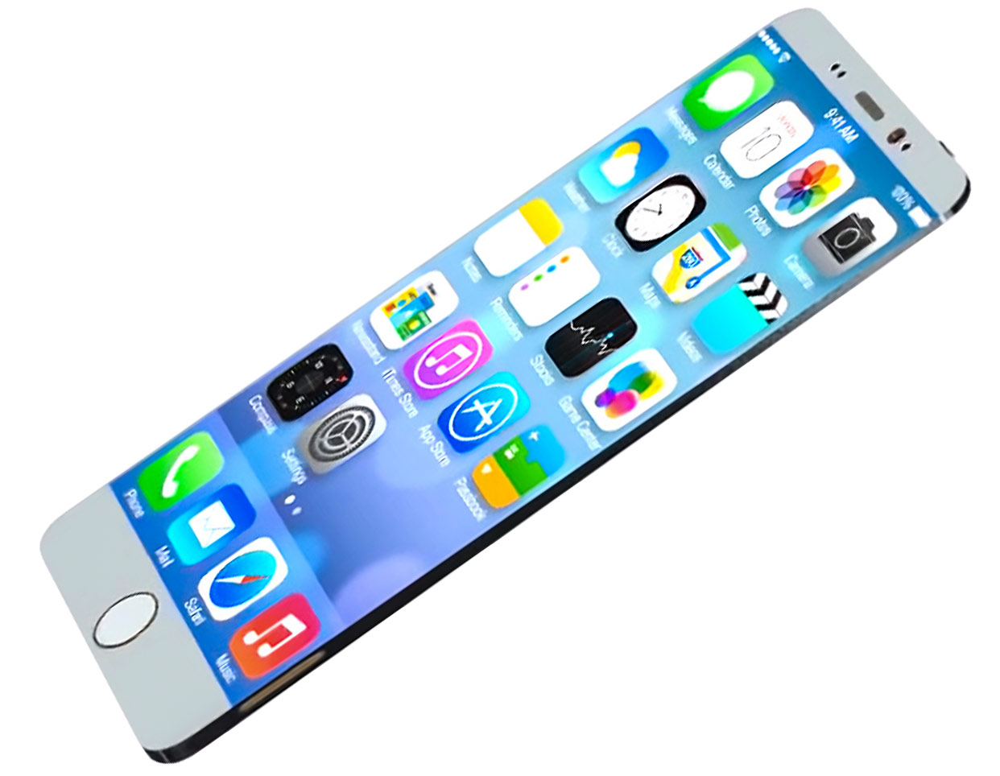 9:41 AM
100%
Messages
Calendar
10
Photos
Camera
Weather
Clock
Maps
280
Videos
Notes
Reminders
Stocks
Game Center
Newsstand
iTunes Store
App Store
Passbook
Compass
Settings
Phone
Mail
Safari
Music